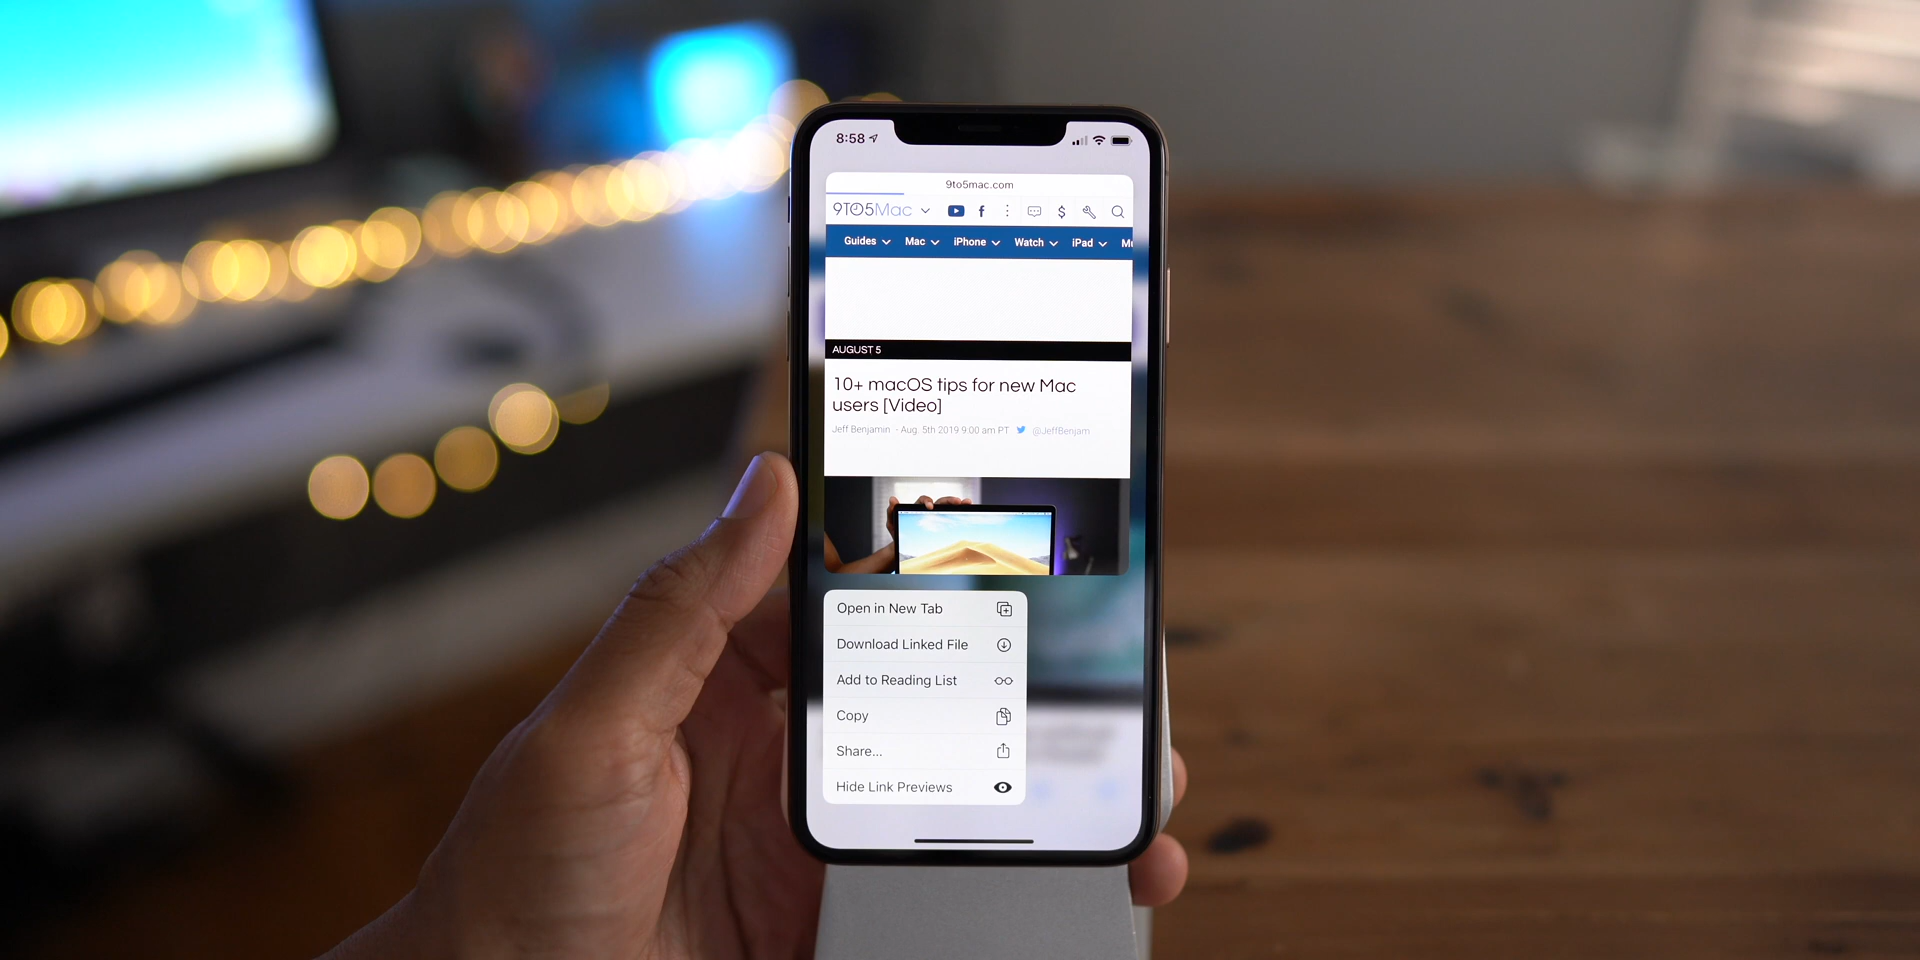 8:58
9to5mac.com
9TO5Mac
Guides Mac iPhone Watch iPad
AUGUST 5
10+ macOS tips for new Mac
users [Video]
Jeff Benjamin - Aug. 5th 2019 9:00 am PT @JeffBenjam
Open in New Tab
Download Linked File
Add to Reading List
Copy
Share...
Hide Link Previews